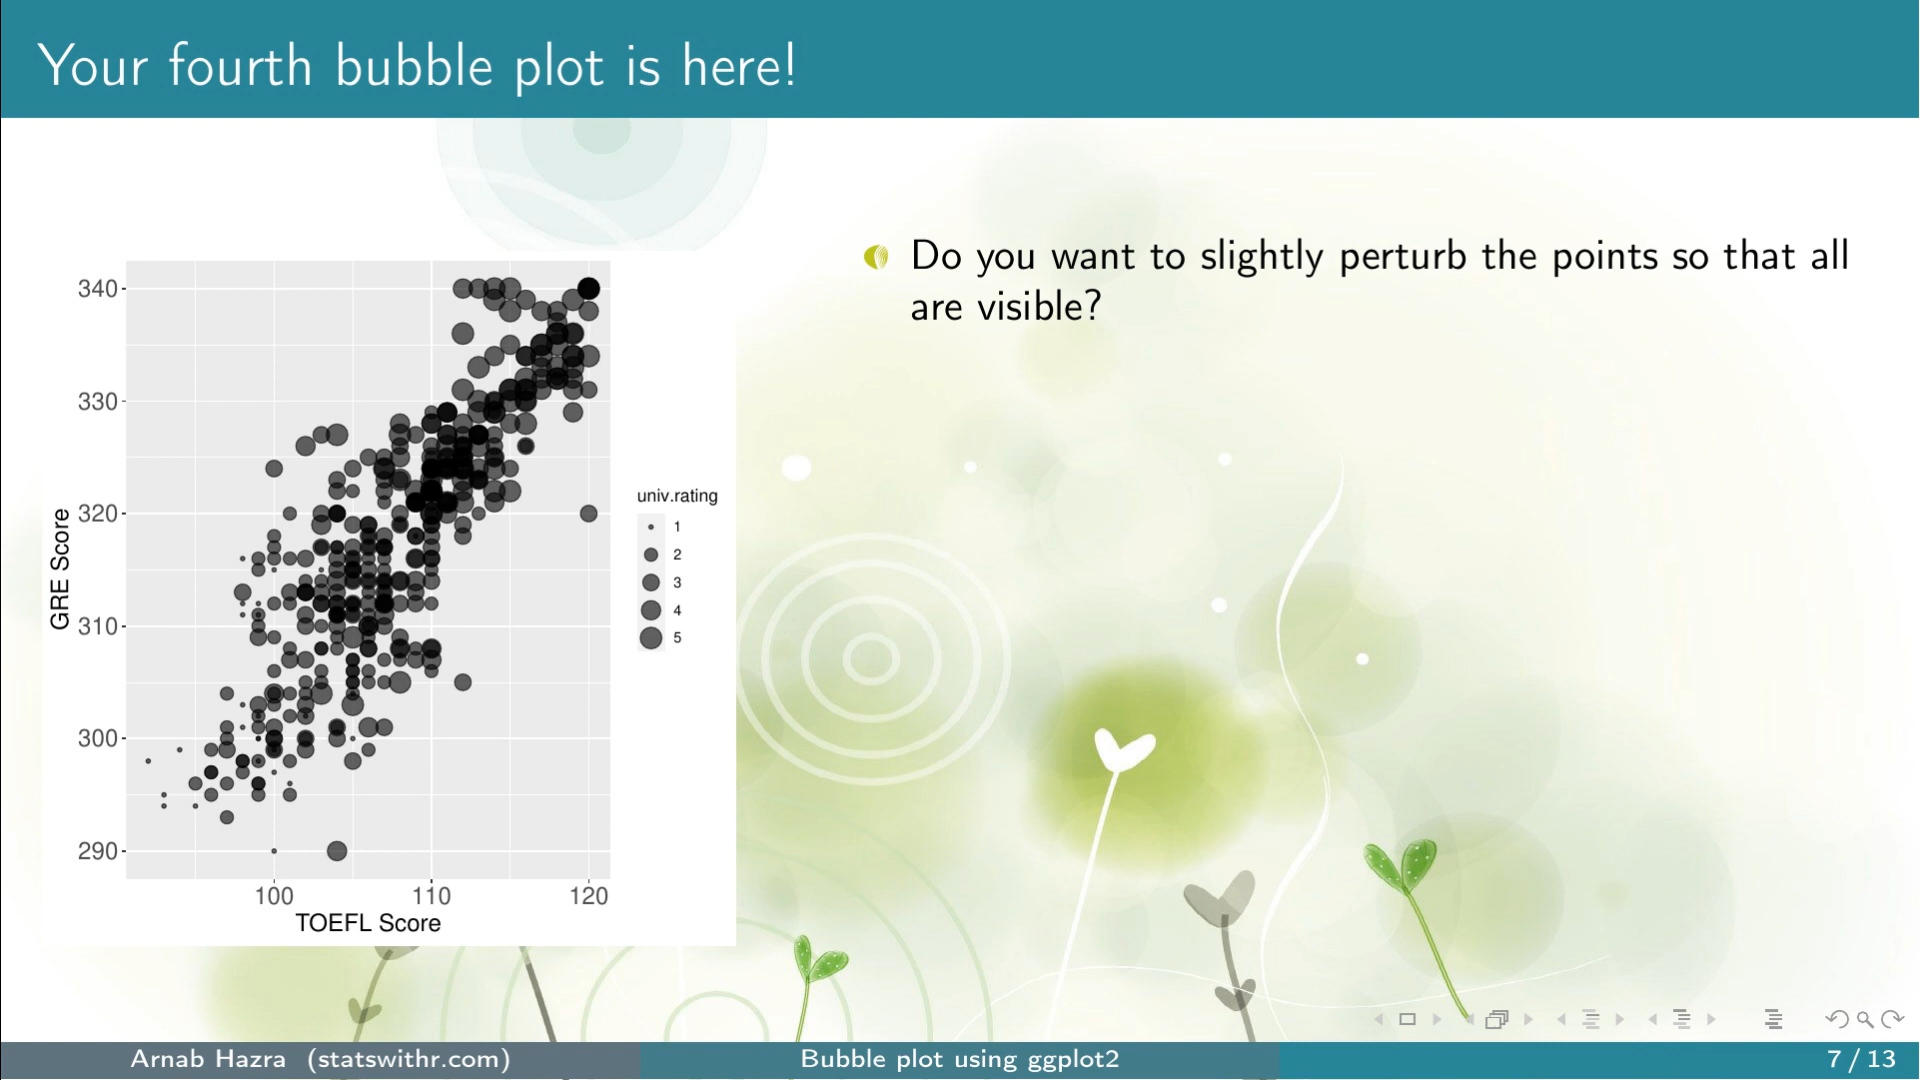 Your fourth bubble plot is here!
Do you want to slightly perturb the points so that all
are visible?
340
330
320
310
300
290
GRE Score
100 110 120
TOEFL Score
univ.rating
1
2
3
4
5
Arnab Hazra (statswithr.com) Bubble plot using ggplot2 7 / 13